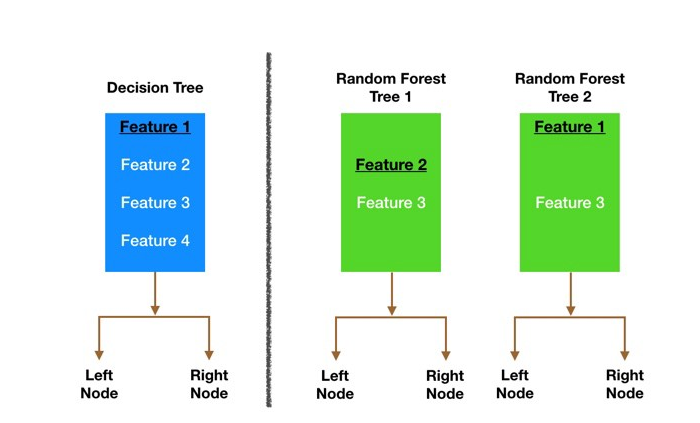 Decision Tree
Feature 1
Feature 2
Feature 3
Feature 4
Left
Node
Right
Node
Random Forest
Tree 1
Feature 2
Feature 3
Left
Node
Right
Node
Random Forest
Tree 2
Feature 1
Feature 3
Left
Node
Right
Node